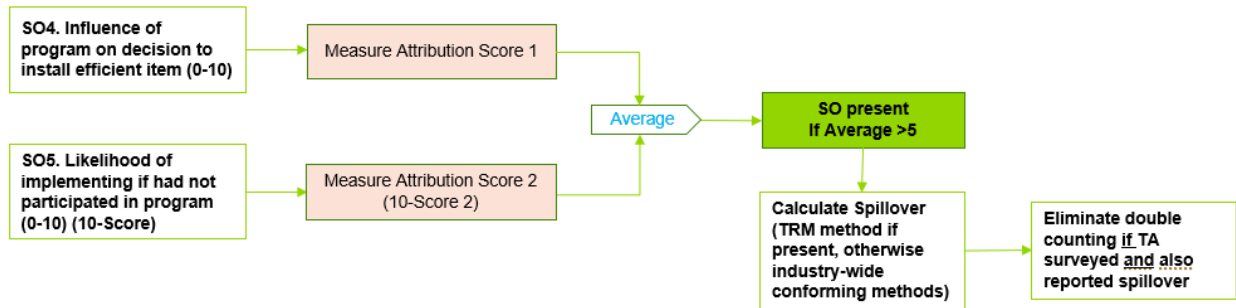 SO4. Influence of
program on decision to
install efficient item (0-10)
Measure Attribution Score 1
Average
SO present
If Average >5
SO5. Likelihood of
implementing if had not
participated in program
(0-10) (10-Score)
Measure Attribution Score 2
(10-Score 2)
Calculate Spillover
(TRM method if
present, otherwise
industry-wide
conforming methods)
Eliminate double
counting if TA
surveyed and also
reported spillover